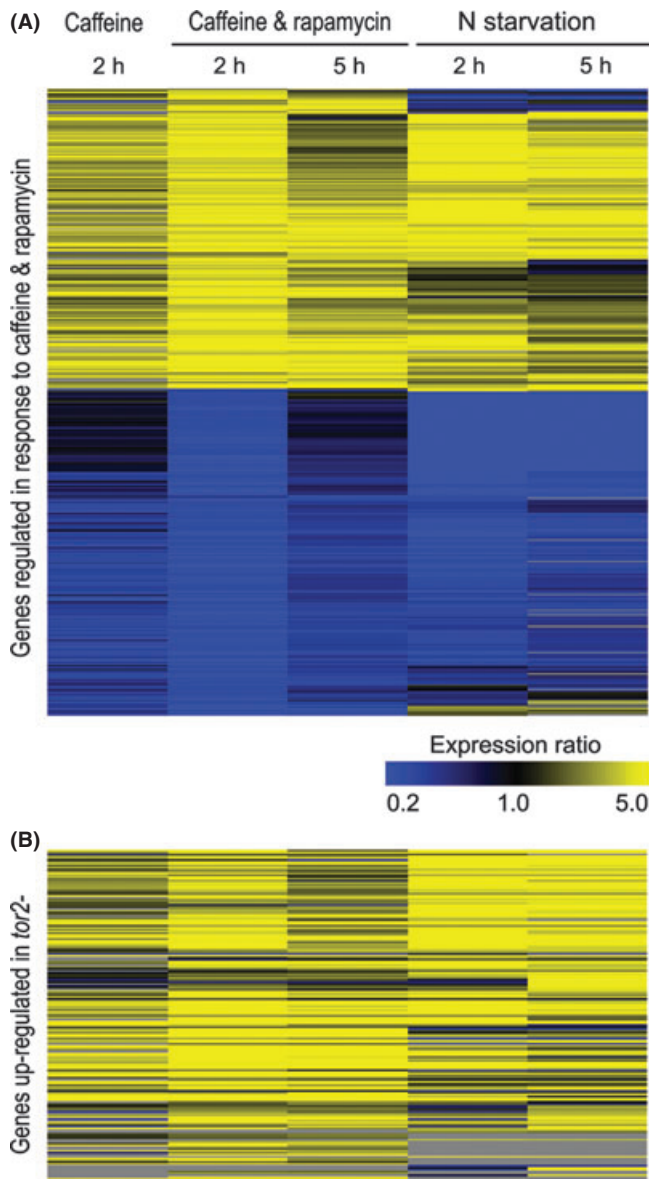 (A)
Caffeine
Caffeine & rapamycin
N starvation
2 h
2 h
5 h
2 h
5 h
Genes regulated in response to caffeine & rapamycin
Expression ratio
0.2
1.0
5.0
(B)
Genes up-regulated in tor2-